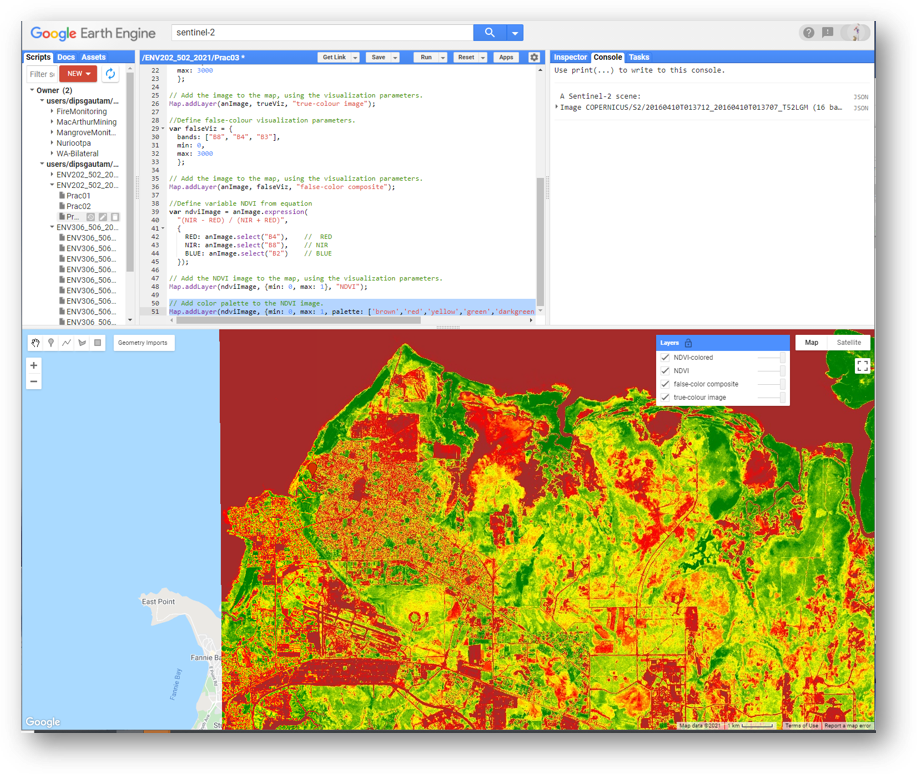 Google Earth Engine
sentinel-2
Scripts Docs Assets
Filter s
NEW
Owner (2)
users/dipsgautam/...
FireMonitoring
MacArthurMining
MangroveMonit...
Nuriootpa
WA-Bilateral
users/dipsgautam/...
ENV202_502_20...
ENV202_502_20...
Prac01
Prac02
Pr...
ENV306_506_20...
ENV306_506...
ENV306_506...
ENV306_506...
ENV306_506...
ENV306_506...
ENV306_506...
ENV306_506...
ENV306_506...
ENV306_506...
/ENV202_502_2021/Prac03 *
Get Link Save Run Reset Apps
22 max: 3000
23 };
24
25 // Add the image to the map, using the visualization parameters.
26 Map.addLayer(anImage, trueViz, "true-colour image");
27
28 //Define false-colour visualization parameters.
29 var falseViz = {
30 bands: ["B8", "B4", "B3"],
31 min: 0,
32 max: 3000
33 };
34
35 // Add the image to the map, using the visualization parameters.
36 Map.addLayer(anImage, falseViz, "false-color composite");
37
38 //Define variable NDVI from equation
39 var ndviImage = anImage.expression(
40 "(NIR - RED) / (NIR + RED)",
41 {
42 RED: anImage.select("B4"), // RED
43 NIR: anImage.select("B8"), // NIR
44 BLUE: anImage.select("B2") // BLUE
45 });
46
47 // Add the NDVI image to the map, using the visualization parameters.
48 Map.addLayer(ndviImage, {min: 0, max: 1}, "NDVI");
49
50 // Add color palette to the NDVI image.
51 Map.addLayer(ndviImage, {min: 0, max: 1, palette: ['brown','red','yellow','green','darkgreen
Inspector Console Tasks
Use print(...) to write to this console.
A Sentinel-2 scene: JSON
Image COPERNICUS/S2/20160410T013712_20160410T013707_T52LGM (16 ba... JSON
Geometry Imports
Layers
NDVI-colored
NDVI
false-color composite
true-colour image
Map Satellite
East Point
Fannie Ba
Fannie Bay
Google
Map data ©2021 1 km Terms of Use Report a map error